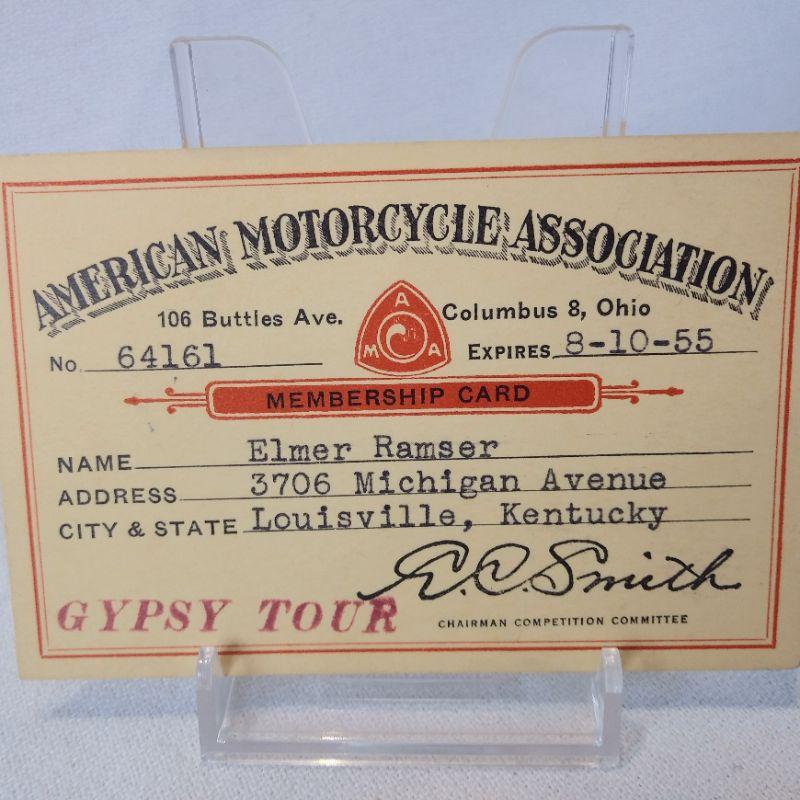 AMERICAN MOTORCYCLE ASSOCIATION
106 Buttles Ave. Columbus 8, Ohio
A
M A
No. 64161 EXPIRES 8-10-55
MEMBERSHIP CARD
NAME Elmer Ramser
ADDRESS 3706 Michigan Avenue
CITY & STATE Louisville, Kentucky
E.C. Smith
GYPSY TOUR
CHAIRMAN COMPETITION COMMITTEE